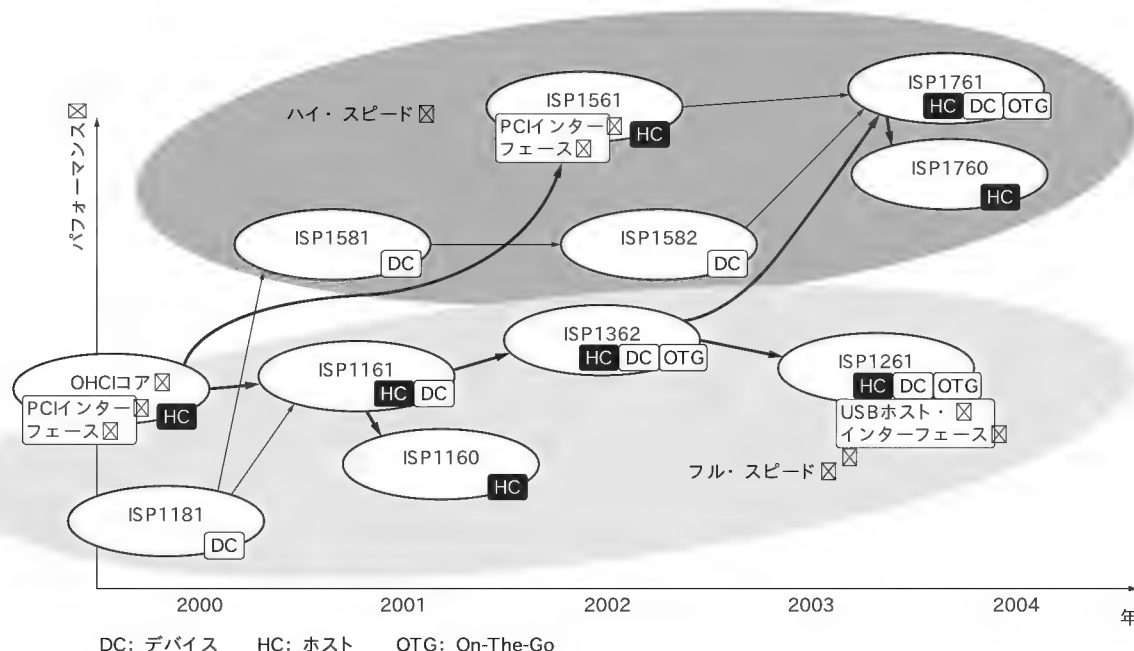 パフォーマンス
ハイ・スピード
ISP1561
PCIインター
フェース
HC
ISP1761
HC DC OTG
ISP1760
HC
ISP1581
DC
ISP1582
DC
OHCIコア
PCIインター
フェース
HC
ISP1161
HC DC
ISP1362
HC DC OTG
ISP1261
HC DC OTG
USBホスト・
インターフェース
ISP1160
HC
フル・スピード
ISP1181
DC
2000 2001 2002 2003 2004
年
DC: デバイス HC: ホスト OTG: On-The-Go